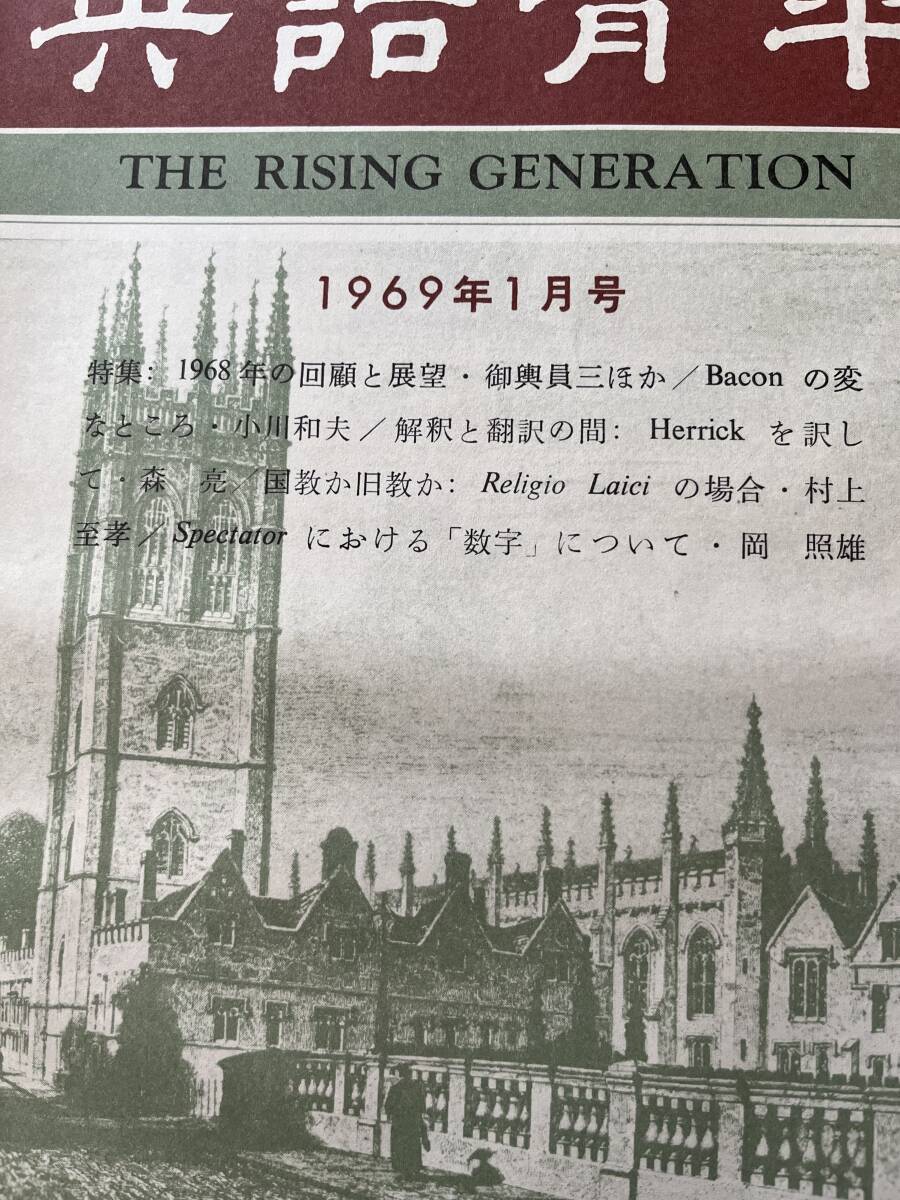 英語青年
THE RISING GENERATION
1969年1月号
特集: 1968年の回顧と展望・御輿員三ほか／Bacon の変
なところ・小川和夫／解釈と翻訳の間: Herrick を訳し
て・森　亮／国教か旧教か: Religio Laici の場合・村上
至孝／Spectator における「数字」について・岡　照雄